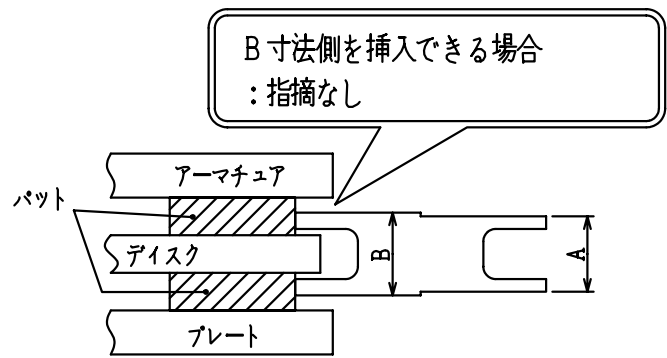 B寸法側を挿入できる場合
：指摘なし
アーマチュア
パット
ディスク
B
A
プレート